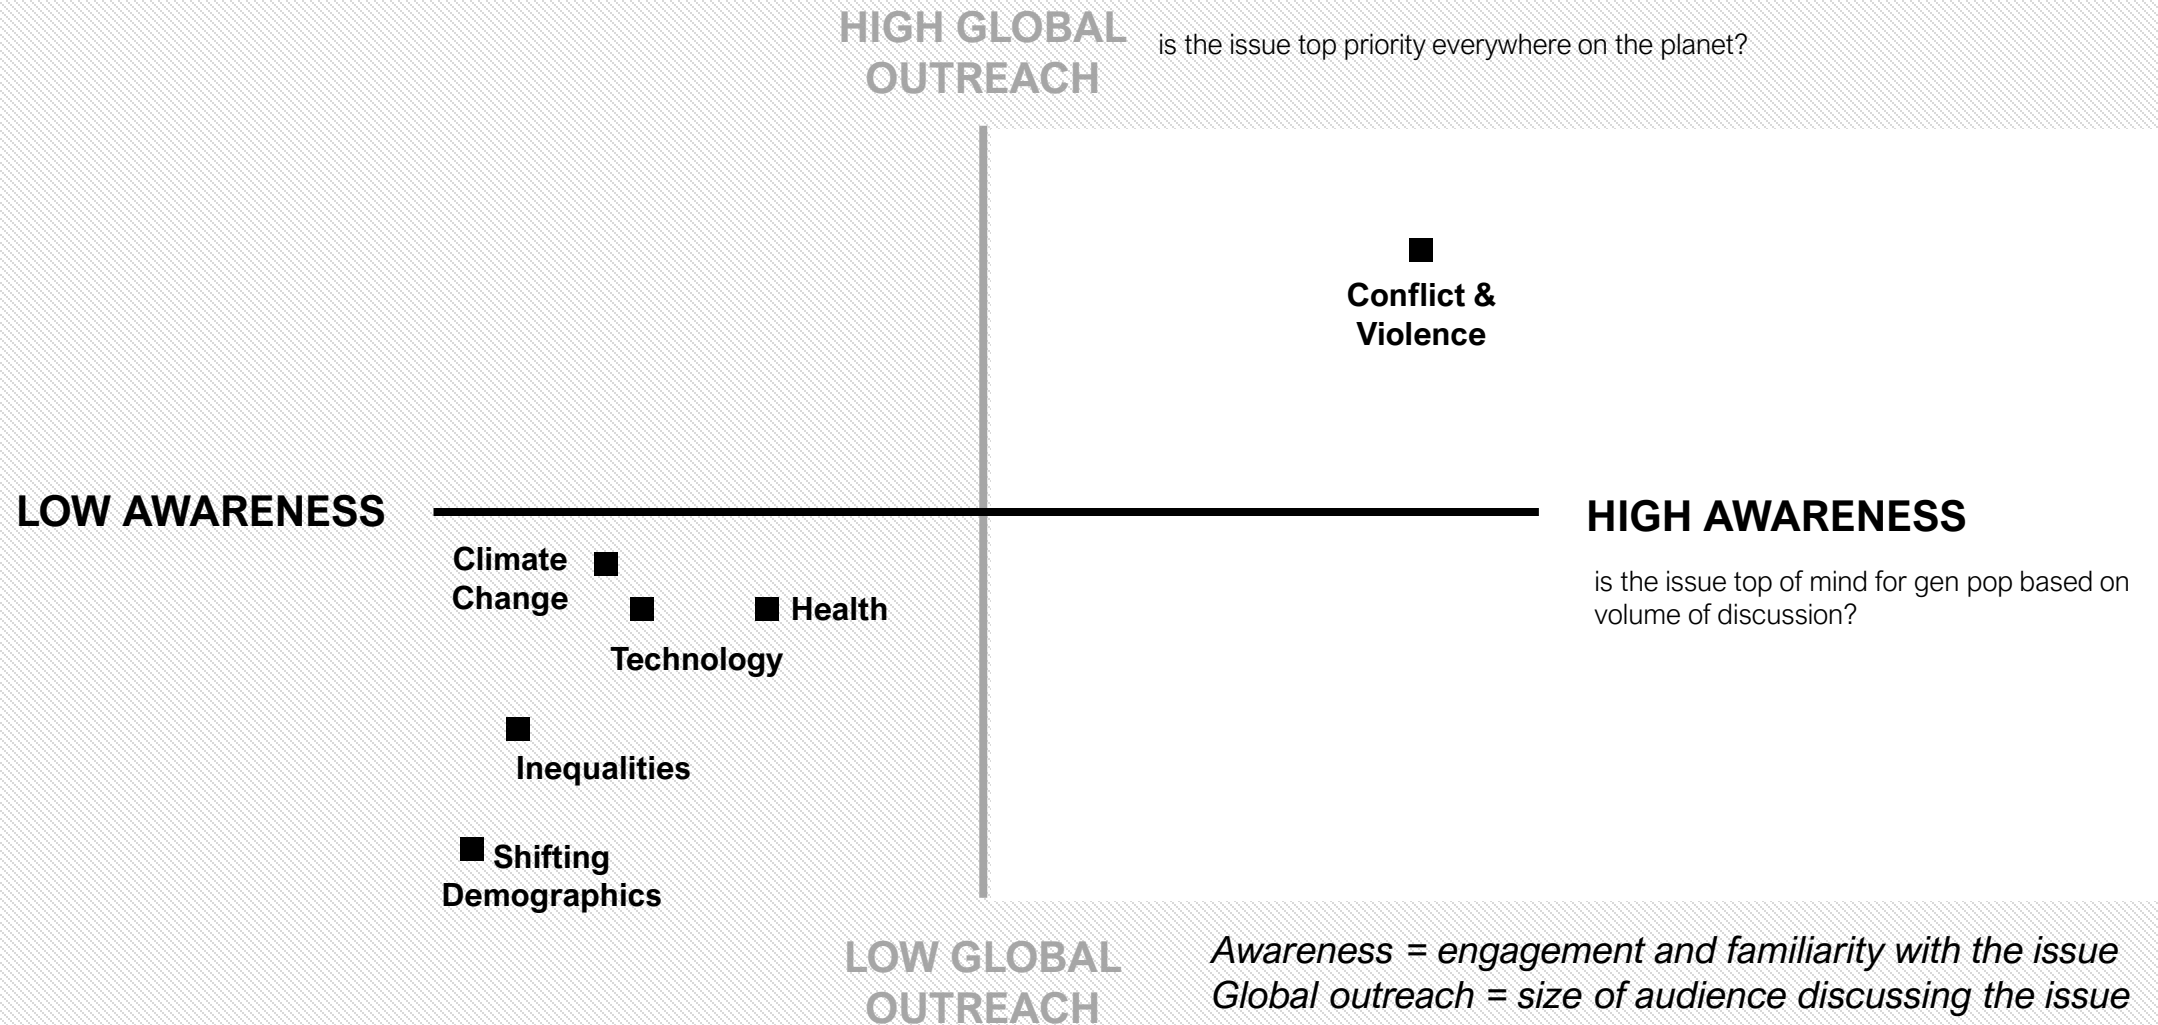 HIGH GLOBAL
OUTREACH
is the issue top priority everywhere on the planet?
Conflict &
Violence
LOW AWARENESS
HIGH AWARENESS
is the issue top of mind for gen pop based on
volume of discussion?
Climate
Change
Health
Technology
Inequalities
Shifting
Demographics
LOW GLOBAL
OUTREACH
Awareness = engagement and familiarity with the issue
Global outreach = size of audience discussing the issue